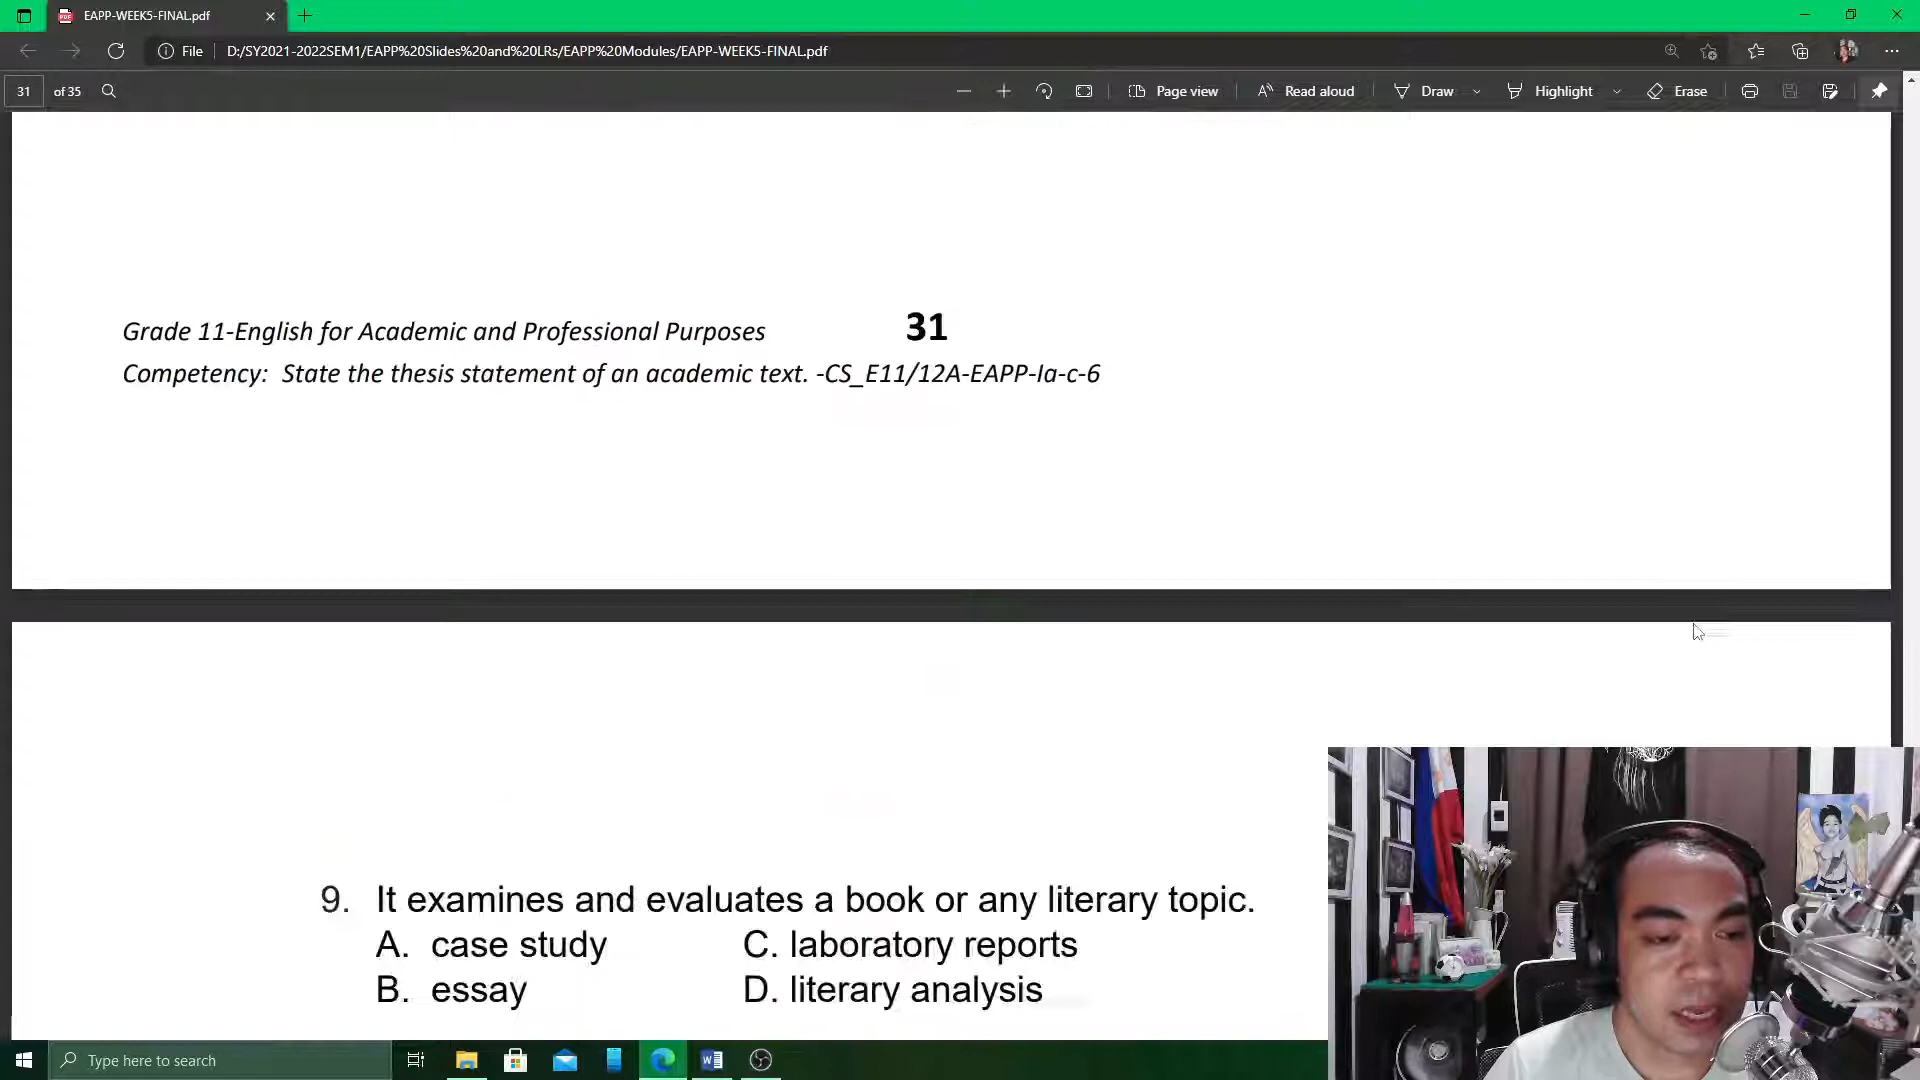 EAPP-WEEK5-FINAL.pdf
File D:/SY2021-2022SEM1/EAPP%20Slides%20and%20LRs/EAPP%20Modules/EAPP-WEEK5-FINAL.pdf
31 of 35 Page view Read aloud Draw Highlight Erase
Grade 11-English for Academic and Professional Purposes 31
Competency: State the thesis statement of an academic text. -CS_E11/12A-EAPP-Ia-c-6
9. It examines and evaluates a book or any literary topic.
A. case study C. laboratory reports
B. essay D. literary analysis
Type here to search